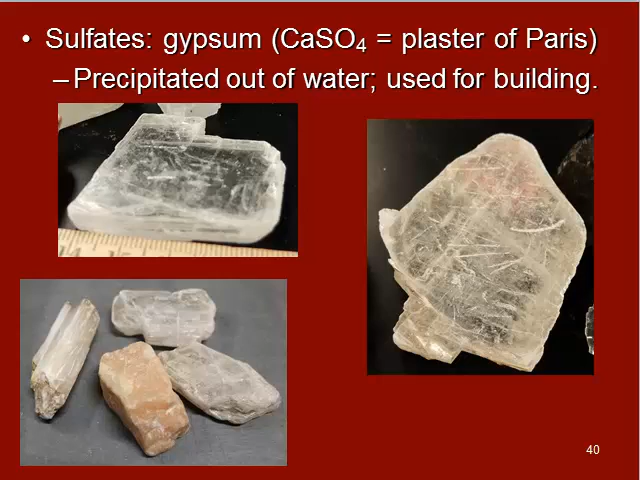 • Sulfates: gypsum (CaSO₄ = plaster of Paris)
–Precipitated out of water; used for building.
40